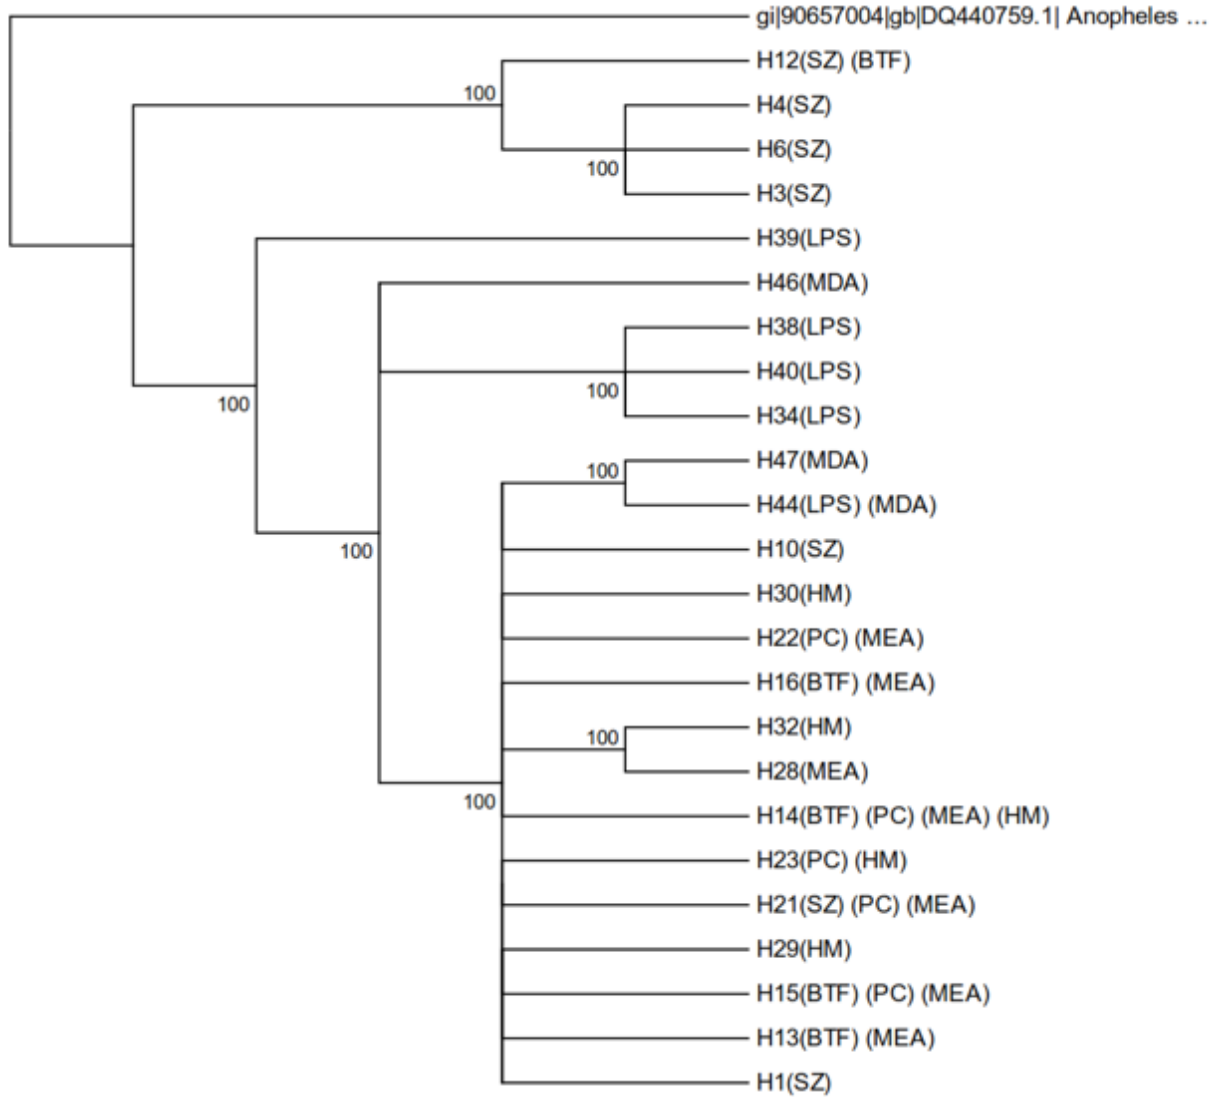 gi|90657004|gb|DQ440759.1| Anopheles ...
H12(SZ) (BTF)
100
H4(SZ)
H6(SZ)
100
H3(SZ)
H39(LPS)
H46(MDA)
H38(LPS)
H40(LPS)
100
100
H34(LPS)
H47(MDA)
100
H44(LPS) (MDA)
H10(SZ)
100
H30(HM)
H22(PC) (MEA)
H16(BTF) (MEA)
H32(HM)
100
H28(MEA)
100
H14(BTF) (PC) (MEA) (HM)
H23(PC) (HM)
H21(SZ) (PC) (MEA)
H29(HM)
H15(BTF) (PC) (MEA)
H13(BTF) (MEA)
H1(SZ)